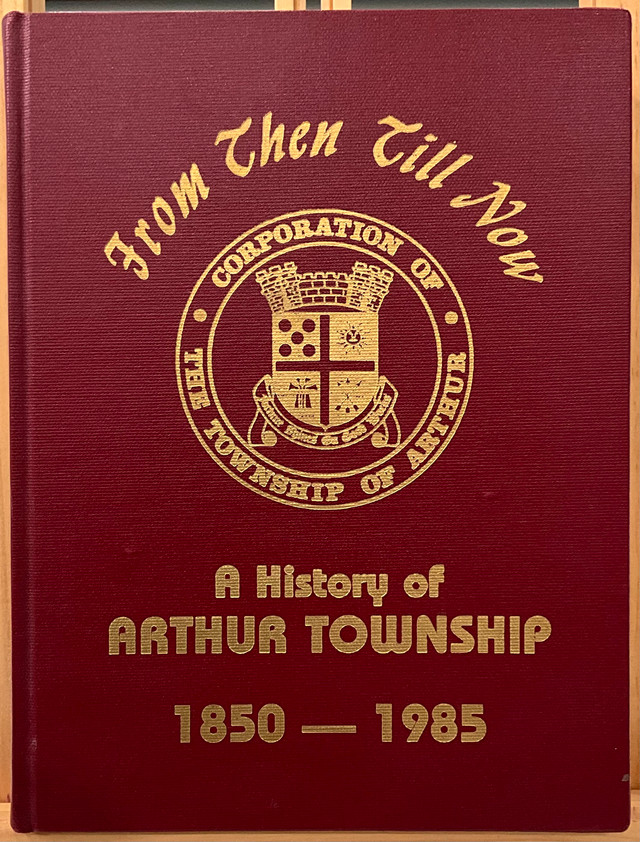 From Then Till Now
CORPORATION OF
THE TOWNSHIP OF ARTHUR
A History of
ARTHUR TOWNSHIP
1850 — 1985